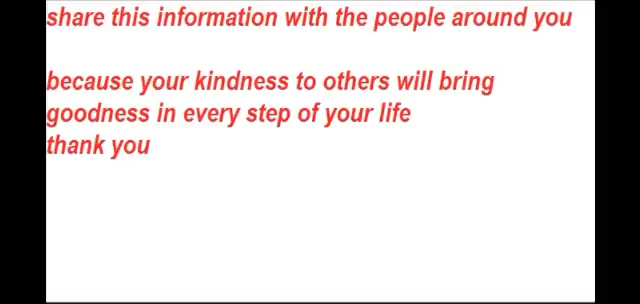 share this information with the people around you
because your kindness to others will bring
goodness in every step of your life
thank you